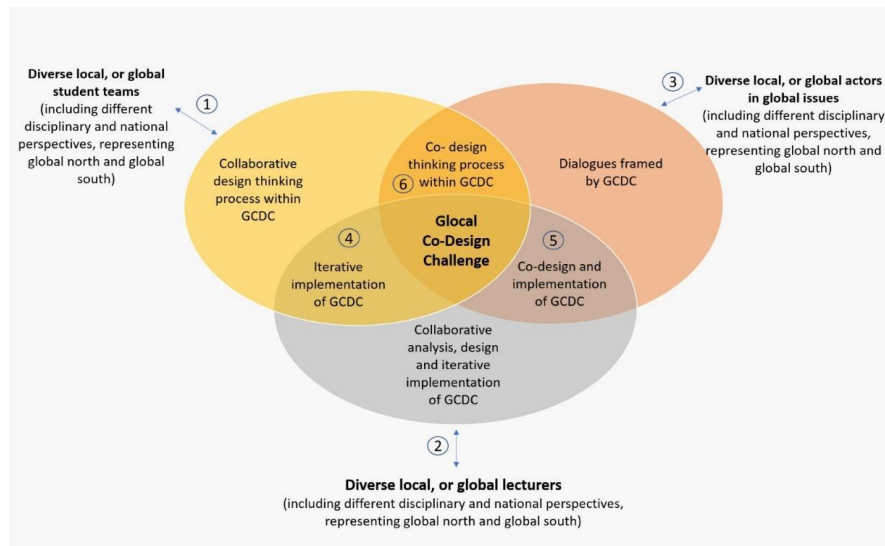 Diverse local, or global
student teams
(including different
disciplinary and national
perspectives, representing
global north and global
south)
1
3
Diverse local, or global actors
in global issues
(including different disciplinary
and national perspectives,
representing global north and
global south)
Collaborative
design thinking
process within
GCDC
Co- design
thinking process
within GCDC
6
Dialogues framed
by GCDC
Glocal
Co-Design
Challenge
4
Iterative
implementation
of GCDC
5
Co-design and
implementation
of GCDC
Collaborative
analysis, design
and iterative
implementation
of GCDC
2
Diverse local, or global lecturers
(including different disciplinary and national perspectives,
representing global north and global south)